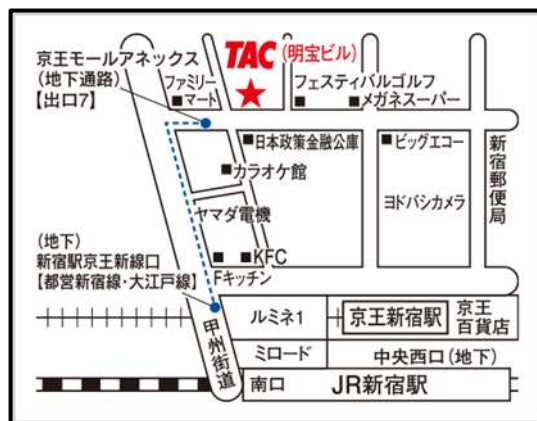 京王モールアネックス
(地下通路)
【出口7】
TAC(明宝ビル)
ファミリー
マート
フェスティバルゴルフ
メガネスーパー
日本政策金融公庫
ビッグエコー
カラオケ館
新宿郵便局
ヤマダ電機
ヨドバシカメラ
KFC
Fキッチン
(地下)
新宿駅京王新線口
【都営新宿線・大江戸線】
甲州街道
ルミネ1
京王新宿駅
京王
百貨店
ミロード
中央西口(地下)
南口
JR新宿駅